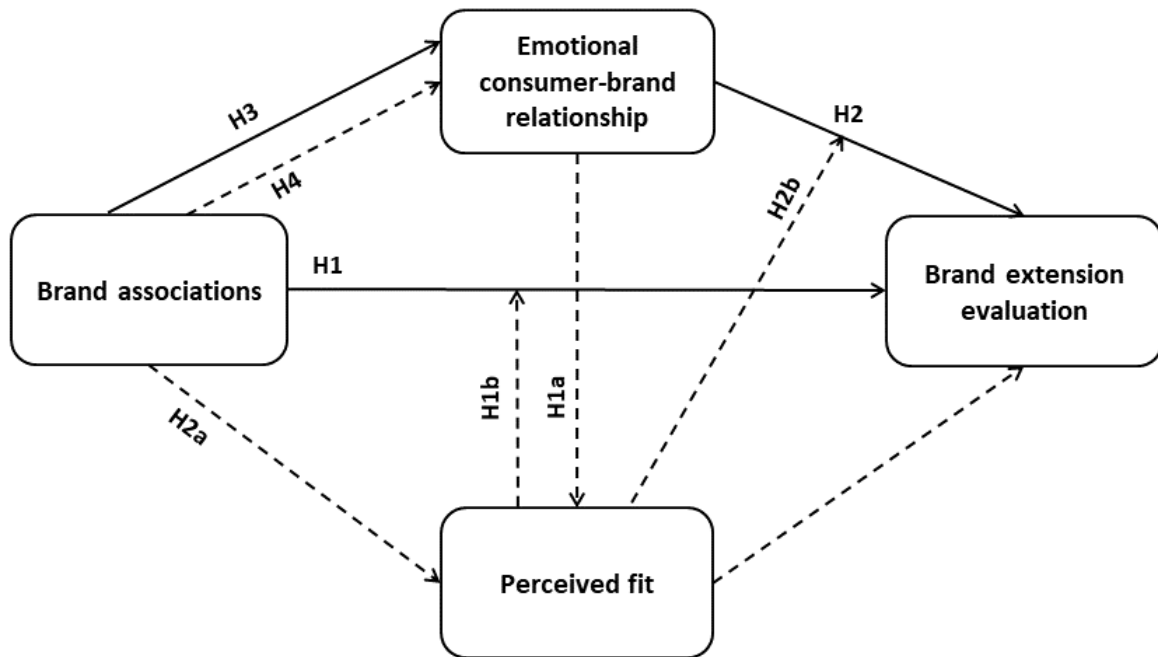 Emotional
consumer-brand
relationship
H3
H2
H4
H2b
Brand associations
H1
Brand extension
evaluation
H1b
H1a
H2a
Perceived fit